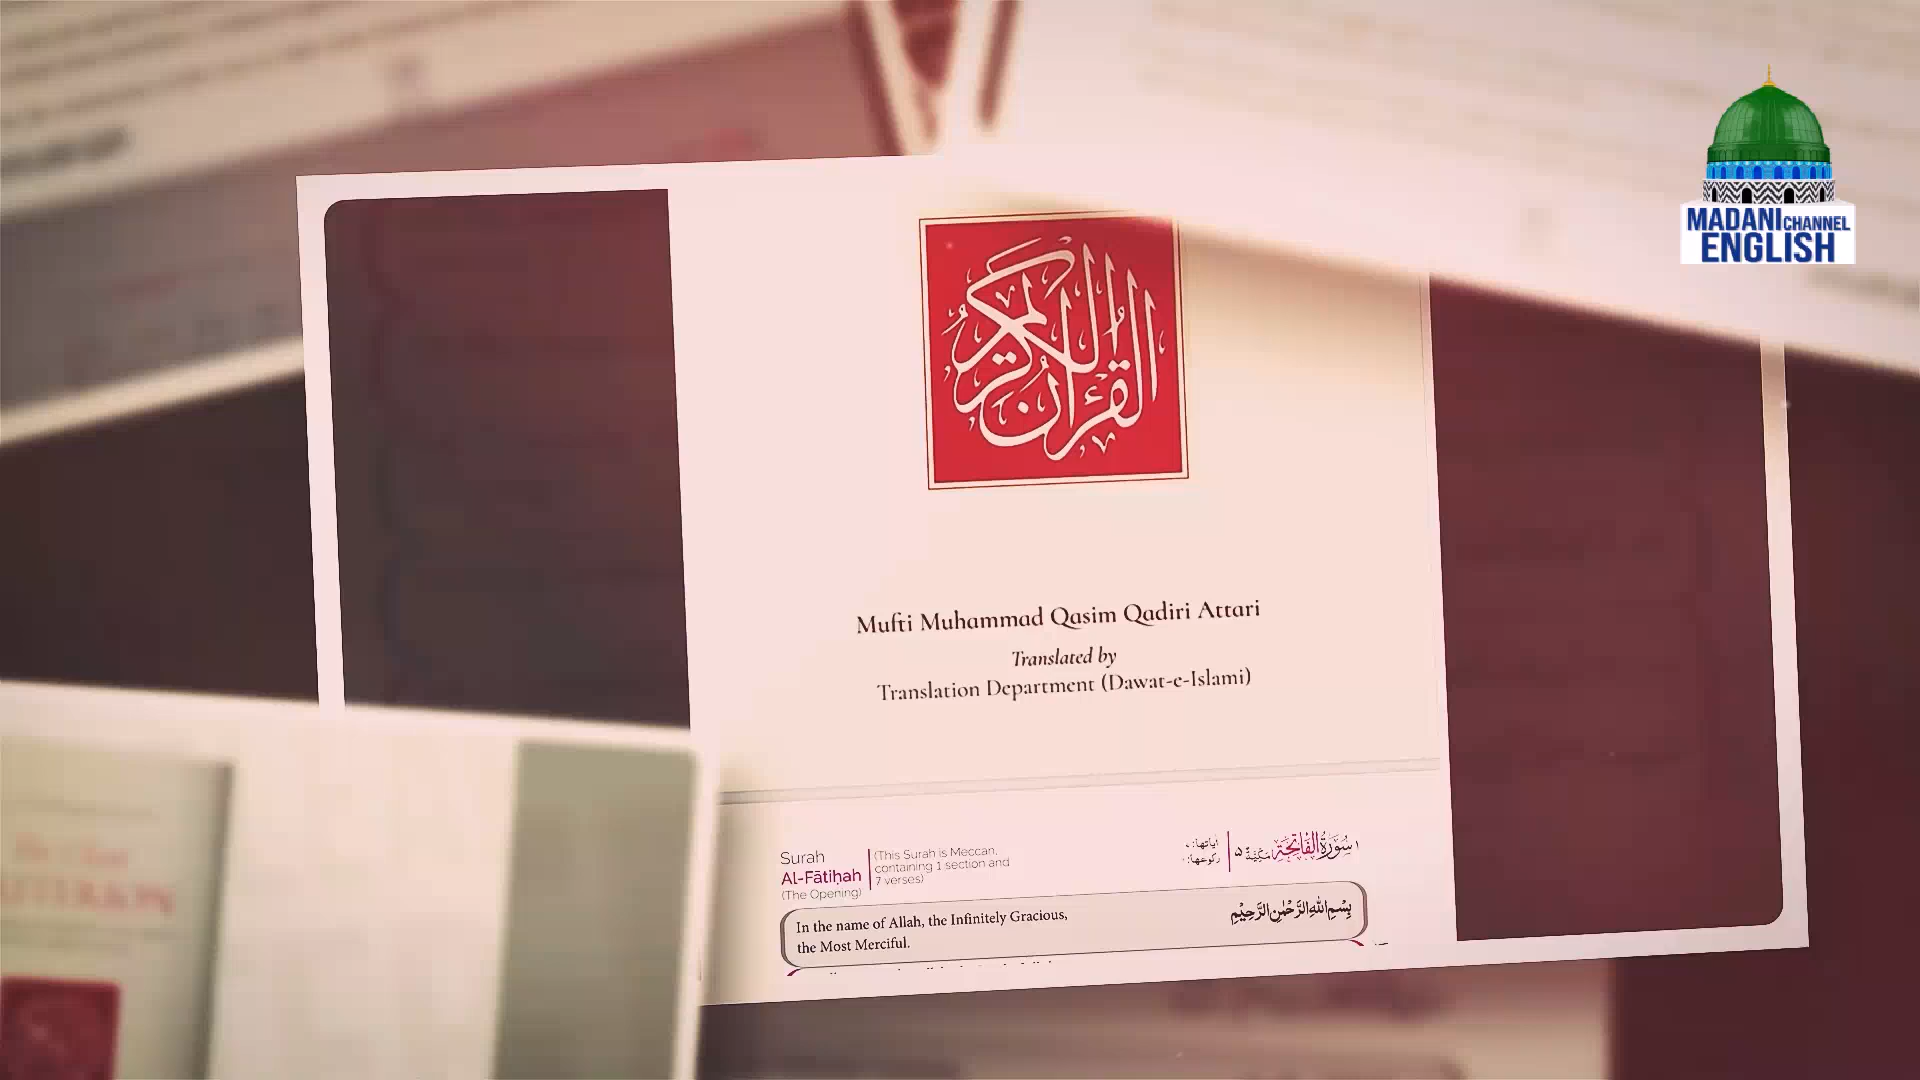 MADANI CHANNEL
ENGLISH
القرآن الكريم
Mufti Muhammad Qasim Qadiri Attari
Translated by
Translation Department (Dawat-e-Islami)
Surah
Al-Fātiḥah
(The Opening)
(This Surah is Meccan,
containing 1 section and
7 verses)
سُوْرَةُ الْفَاتِحَةِ مَكِّيَّةٌ
In the name of Allah, the Infinitely Gracious,
the Most Merciful.
بِسْمِ اللهِ الرَّحْمٰنِ الرَّحِيْمِ